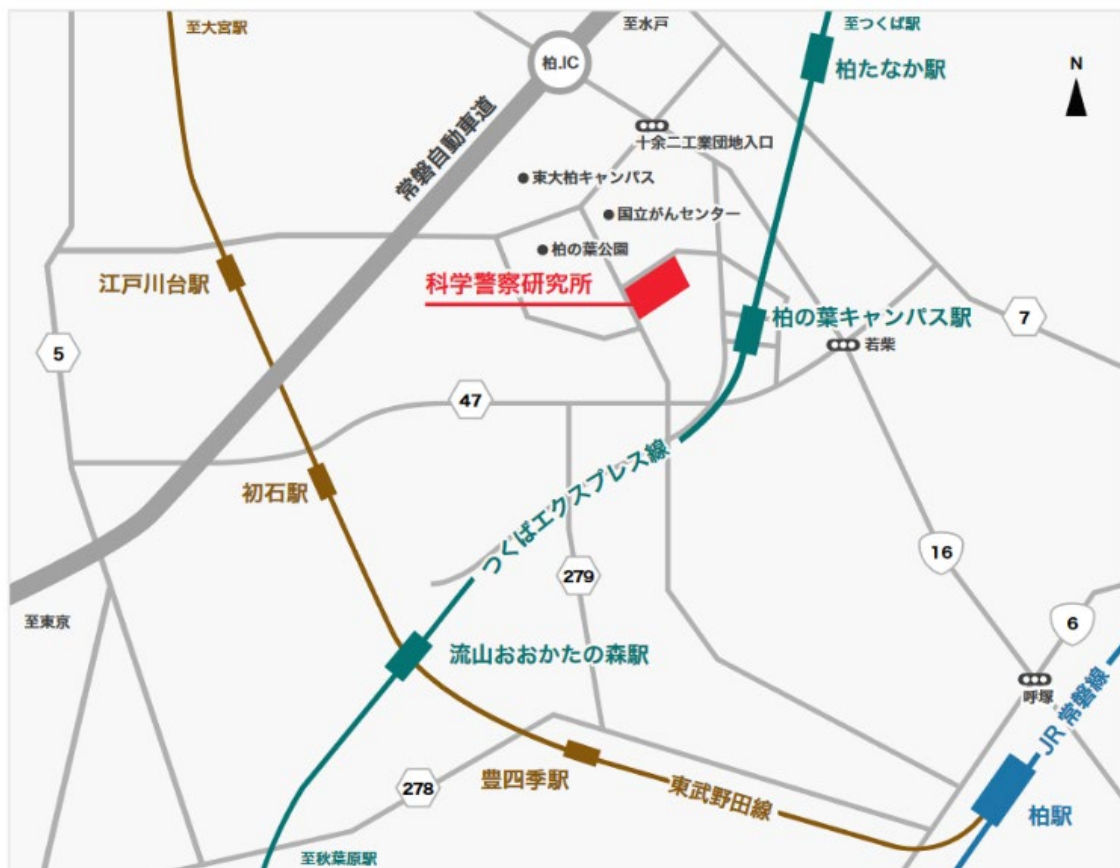 至大宮駅
至水戸
至つくば駅
柏.IC
柏たなか駅
N
常磐自動車道
十余二工業団地入口
東大柏キャンパス
国立がんセンター
柏の葉公園
江戸川台駅
科学警察研究所
柏の葉キャンパス駅
7
若柴
5
47
初石駅
つくばエクスプレス線
16
279
至東京
6
流山おおかたの森駅
呼塚
JR 常磐線
豊四季駅
278
東武野田線
柏駅
至秋葉原駅